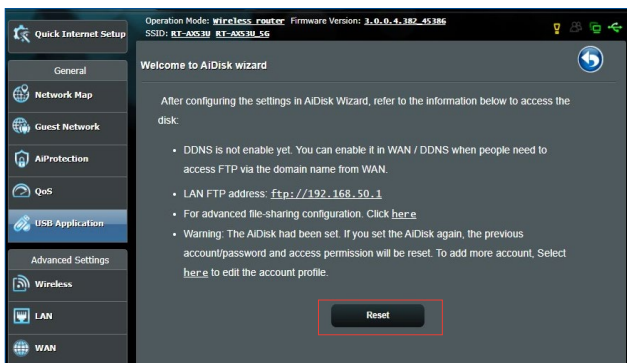 Quick Internet Setup
General
Network Map
Guest Network
AiProtection
QoS
USB Application
Advanced Settings
Wireless
LAN
WAN
Operation Mode: Wireless router Firmware Version: 3.0.0.4.382_45386
SSID: RT-AX53U RT-AX53U_5G
Welcome to AiDisk wizard
After configuring the settings in AiDisk Wizard, refer to the information below to access the
disk:
• DDNS is not enable yet. You can enable it in WAN / DDNS when people need to
access FTP via the domain name from WAN.
• LAN FTP address: ftp://192.168.50.1
• For advanced file-sharing configuration. Click here
• Warning: The AiDisk had been set. If you set the AiDisk again, the previous
account/password and access permission will be reset. To add more account, Select
here to edit the account profile.
Reset